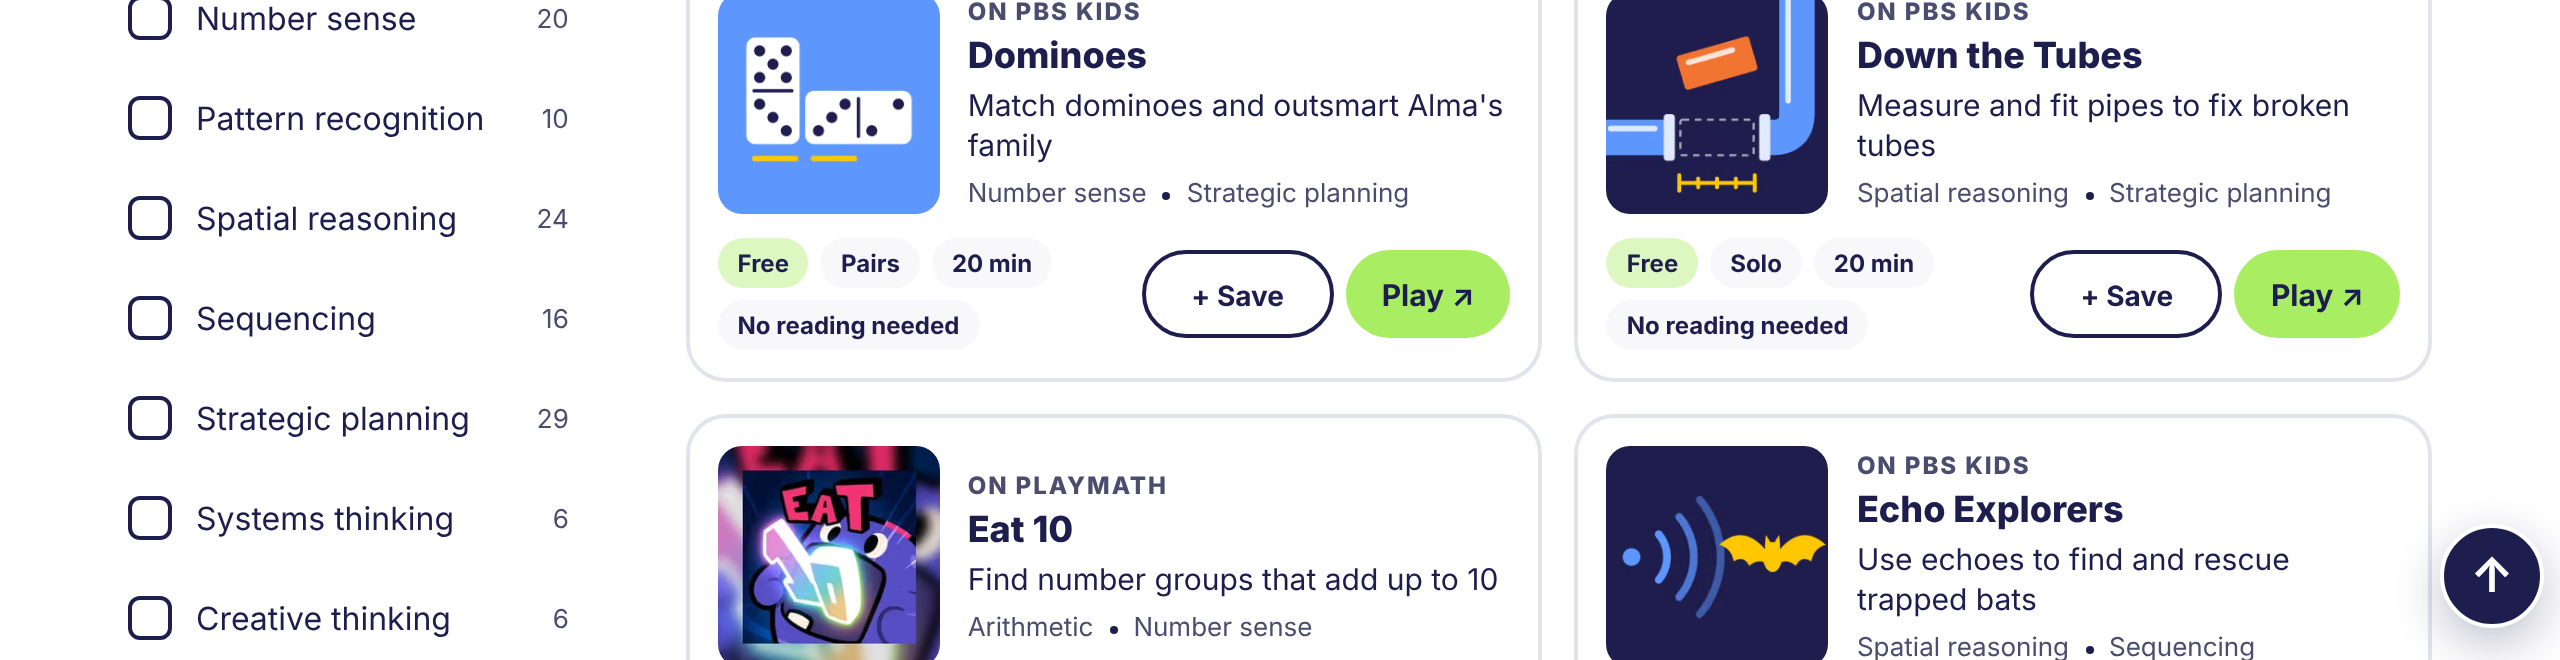 Number sense 20
Pattern recognition 10
Spatial reasoning 24
Sequencing 16
Strategic planning 29
Systems thinking 6
Creative thinking 6
ON PBS KIDS
Dominoes
Match dominoes and outsmart Alma's
family
Number sense • Strategic planning
Free Pairs 20 min
No reading needed
+ Save
Play ↗
ON PBS KIDS
Down the Tubes
Measure and fit pipes to fix broken
tubes
Spatial reasoning • Strategic planning
Free Solo 20 min
No reading needed
+ Save
Play ↗
EAT
ON PLAYMATH
Eat 10
Find number groups that add up to 10
Arithmetic • Number sense
ON PBS KIDS
Echo Explorers
Use echoes to find and rescue
trapped bats
Spatial reasoning • Sequencing